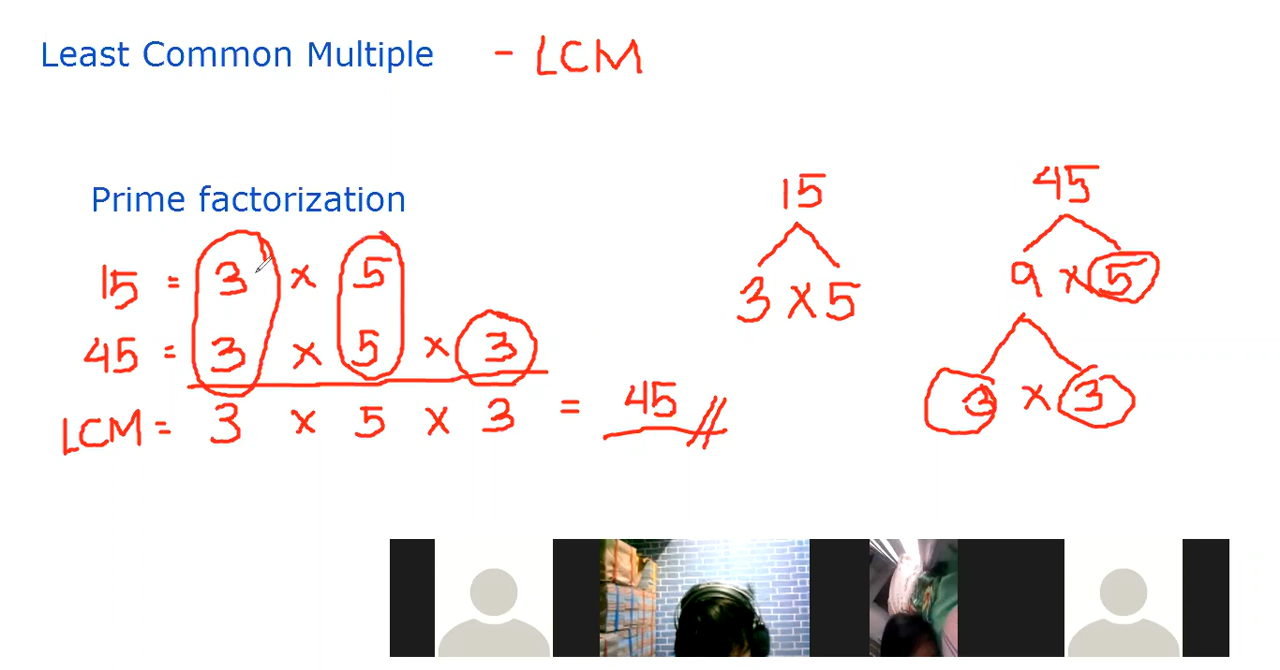 Least Common Multiple - LCM
Prime factorization
15 = 3 x 5
45 = 3 x 5 x 3
LCM = 3 x 5 x 3 = 45
15
3 x 5
45
9 x 5
3 x 3